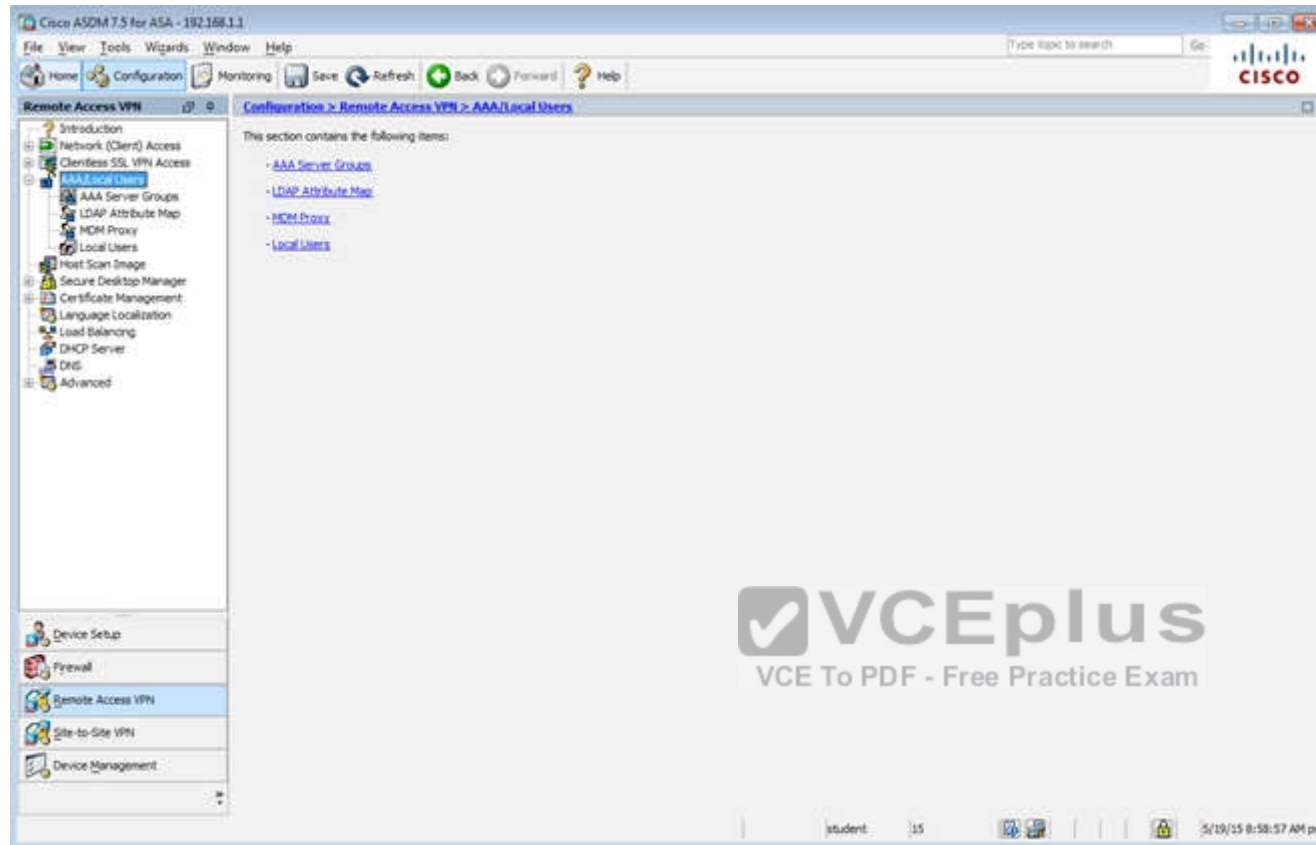 Cisco ASDM 7.5 for ASA - 192.168.1.1
File View Tools Wizards Window Help
Type topic to search Go
Home Configuration Monitoring Save Refresh Back Forward Help
CISCO
Remote Access VPN
Configuration > Remote Access VPN > AAA/Local Users
Introduction
Network (Client) Access
Clientless SSL VPN Access
AAA/Local Users
AAA Server Groups
LDAP Attribute Map
MDM Proxy
Local Users
Host Scan Image
Secure Desktop Manager
Certificate Management
Language Localization
Load Balancing
DHCP Server
DNS
Advanced
This section contains the following items:
- AAA Server Groups
- LDAP Attribute Map
- MDM Proxy
- Local Users
Device Setup
Firewall
Remote Access VPN
Site-to-Site VPN
Device Management
VCEplus
VCE To PDF - Free Practice Exam
student 15 5/19/15 8:58:57 AM